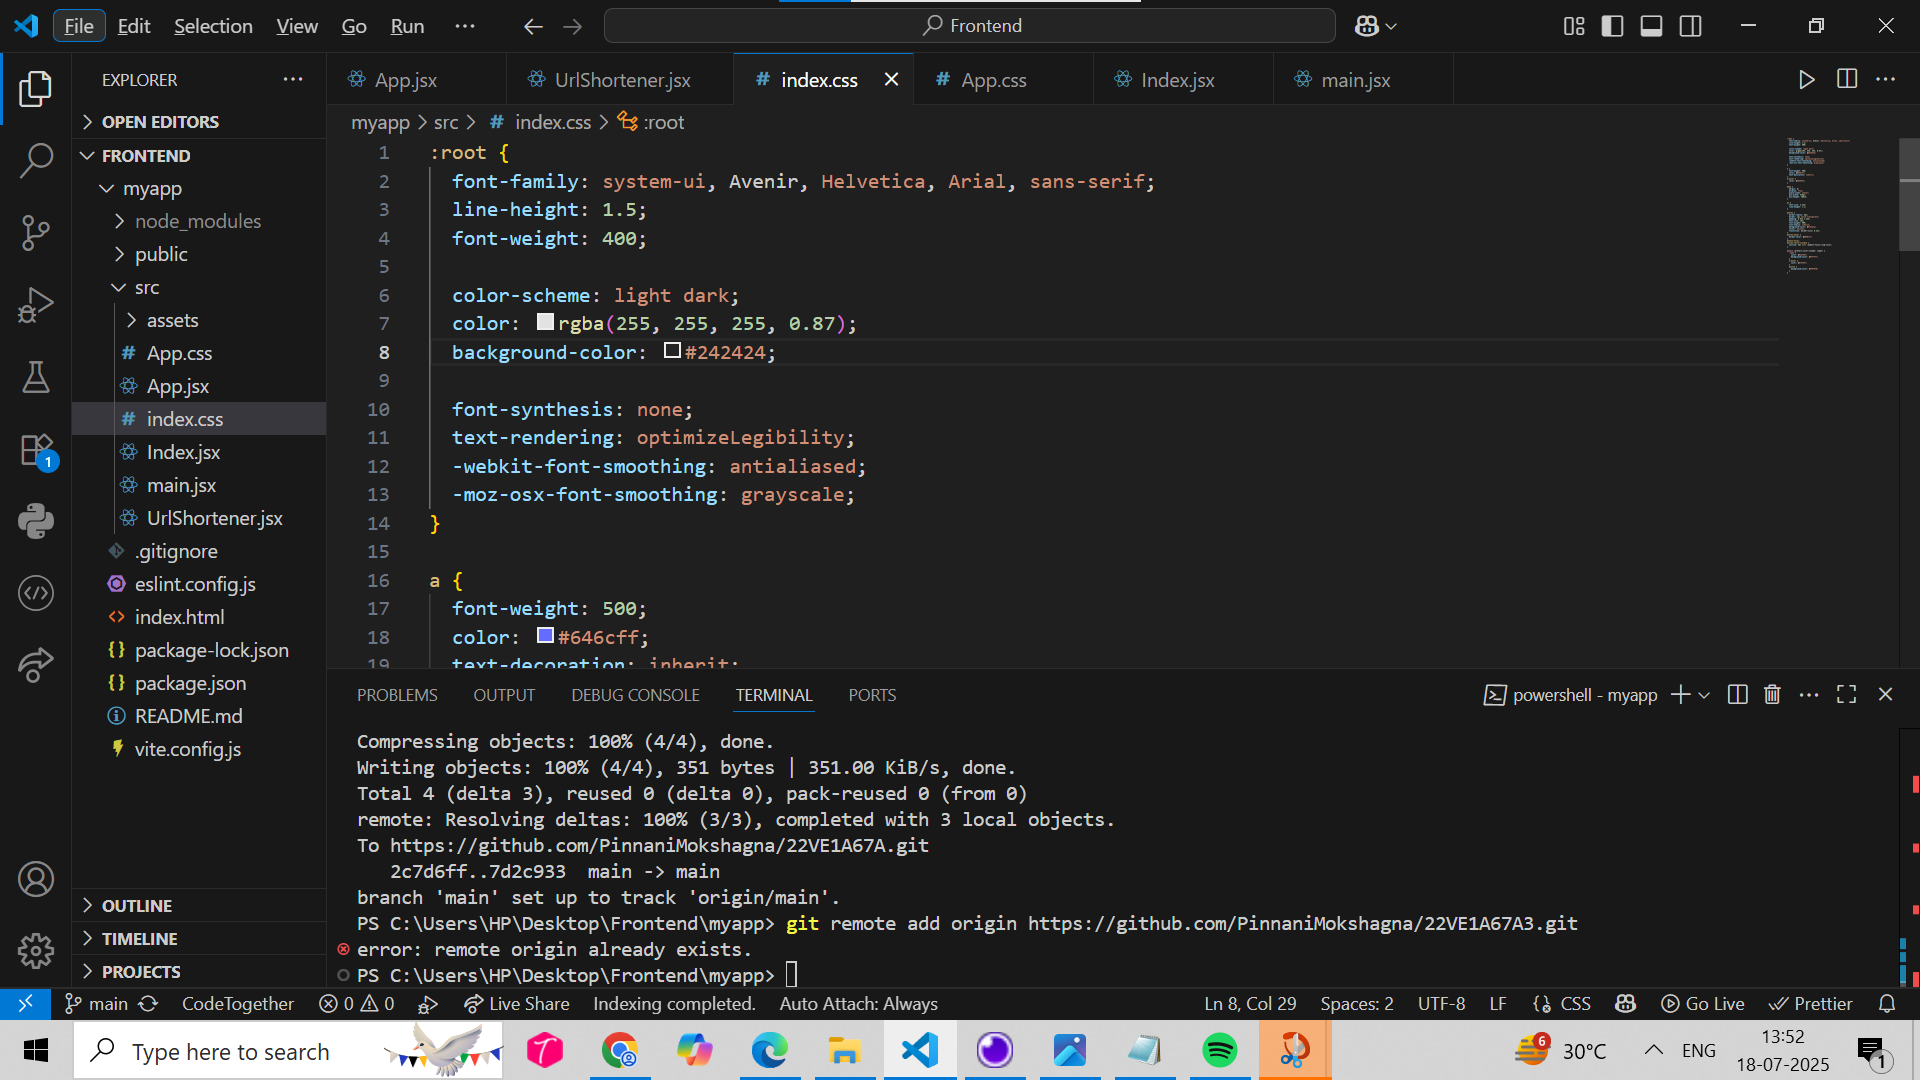 File Edit Selection View Go Run ··· Frontend
EXPLORER ···
OPEN EDITORS
FRONTEND
myapp
node_modules
public
src
assets
# App.css
App.jsx
# index.css
Index.jsx
main.jsx
UrlShortener.jsx
.gitignore
eslint.config.js
<> index.html
{} package-lock.json
{} package.json
README.md
vite.config.js
OUTLINE
TIMELINE
PROJECTS
1
App.jsx UrlShortener.jsx # index.css # App.css Index.jsx main.jsx
myapp > src > # index.css > :root
1 :root {
2 font-family: system-ui, Avenir, Helvetica, Arial, sans-serif;
3 line-height: 1.5;
4 font-weight: 400;
5
6 color-scheme: light dark;
7 color: rgba(255, 255, 255, 0.87);
8 background-color: #242424;
9
10 font-synthesis: none;
11 text-rendering: optimizeLegibility;
12 -webkit-font-smoothing: antialiased;
13 -moz-osx-font-smoothing: grayscale;
14 }
15
16 a {
17 font-weight: 500;
18 color: #646cff;
19 text-decoration: inherit;
PROBLEMS OUTPUT DEBUG CONSOLE TERMINAL PORTS powershell - myapp
Compressing objects: 100% (4/4), done.
Writing objects: 100% (4/4), 351 bytes | 351.00 KiB/s, done.
Total 4 (delta 3), reused 0 (delta 0), pack-reused 0 (from 0)
remote: Resolving deltas: 100% (3/3), completed with 3 local objects.
To https://github.com/PinnaniMokshagna/22VE1A67A.git
2c7d6ff..7d2c933 main -> main
branch 'main' set up to track 'origin/main'.
PS C:\Users\HP\Desktop\Frontend\myapp> git remote add origin https://github.com/PinnaniMokshagna/22VE1A67A3.git
error: remote origin already exists.
PS C:\Users\HP\Desktop\Frontend\myapp>
main CodeTogether 0 0 Live Share Indexing completed. Auto Attach: Always Ln 8, Col 29 Spaces: 2 UTF-8 LF {} CSS Go Live Prettier
Type here to search 6 30°C ENG 13:52
18-07-2025 1